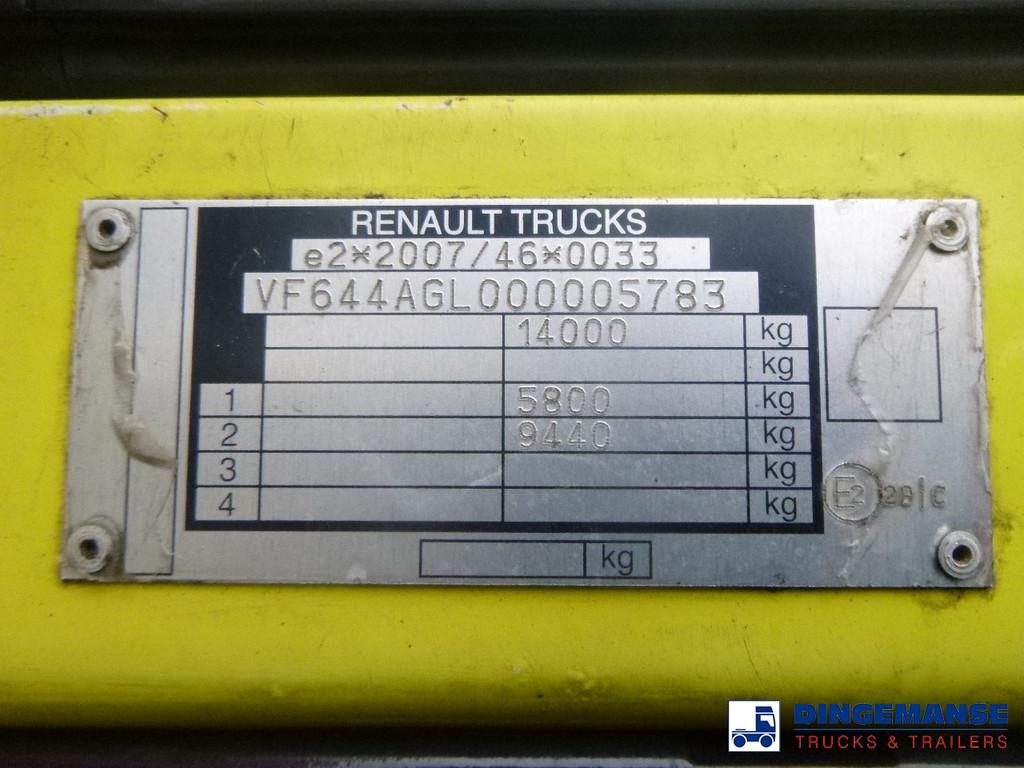 RENAULT TRUCKS
e2*2007/46*0033
VF644AGL000005783
14000 kg
kg
1 5800 kg
2 9440 kg
3 kg
4 kg
E2 28/C
kg
DINGEMANSE
TRUCKS & TRAILERS